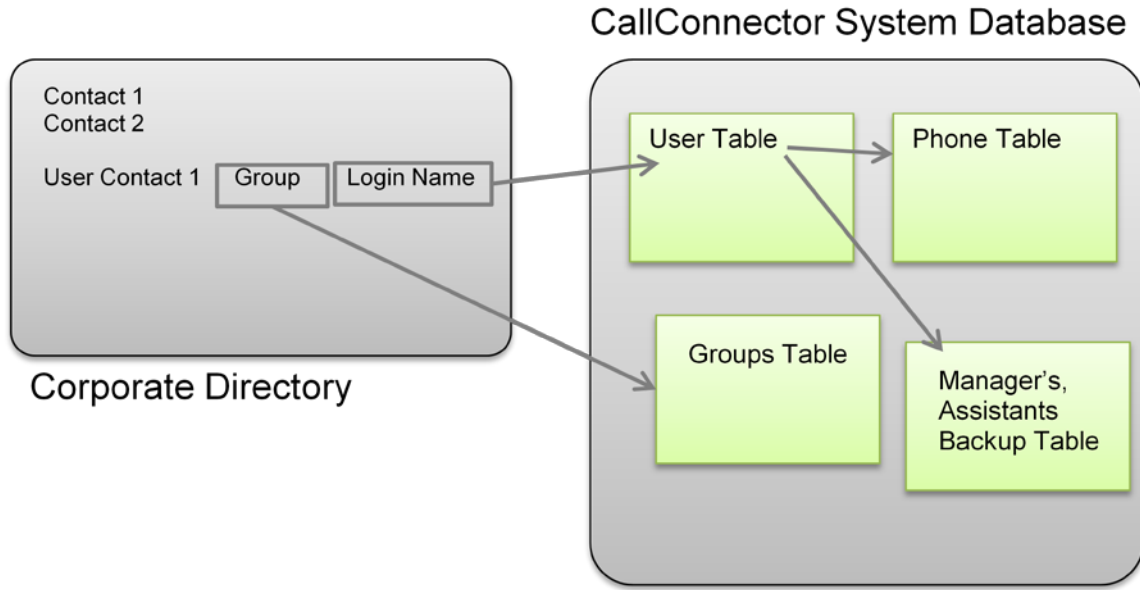 CallConnector System Database
Contact 1
Contact 2
User Contact 1 Group Login Name
Corporate Directory
User Table
Phone Table
Groups Table
Manager's,
Assistants
Backup Table